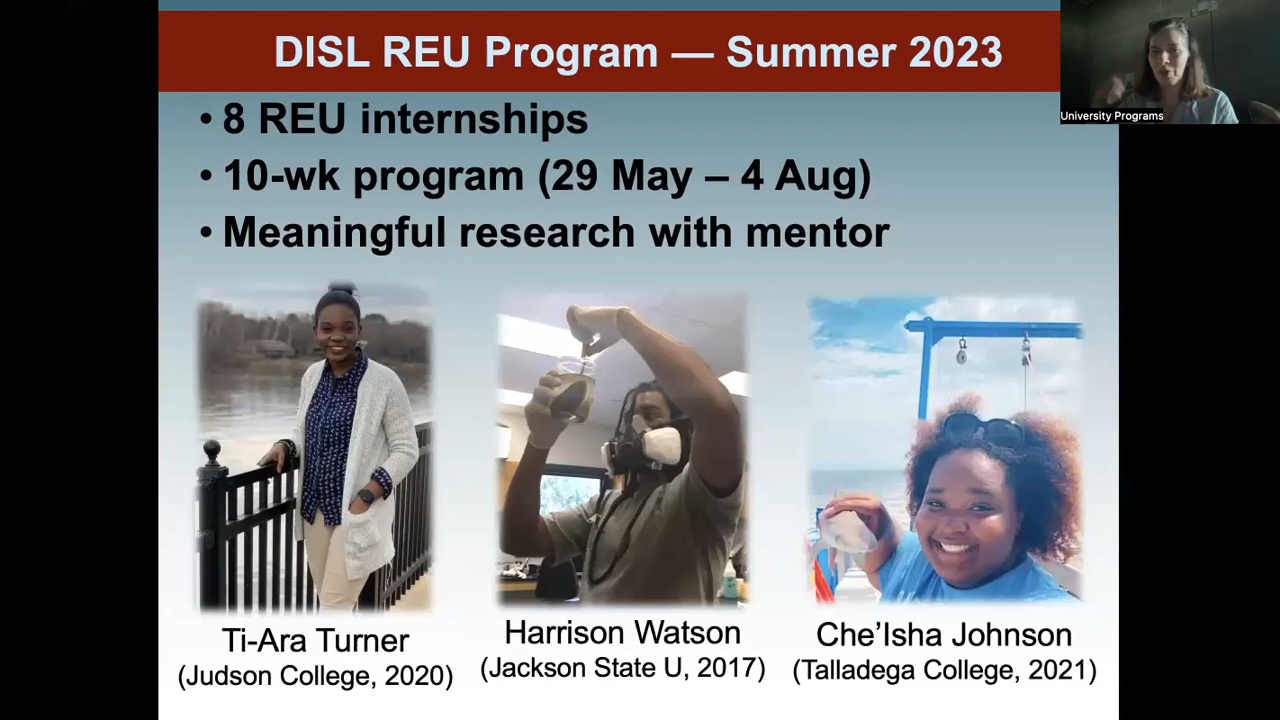 DISL REU Program — Summer 2023
University Programs
• 8 REU internships
• 10-wk program (29 May – 4 Aug)
• Meaningful research with mentor
Ti-Ara Turner
(Judson College, 2020)
Harrison Watson
(Jackson State U, 2017)
Che’Isha Johnson
(Talladega College, 2021)